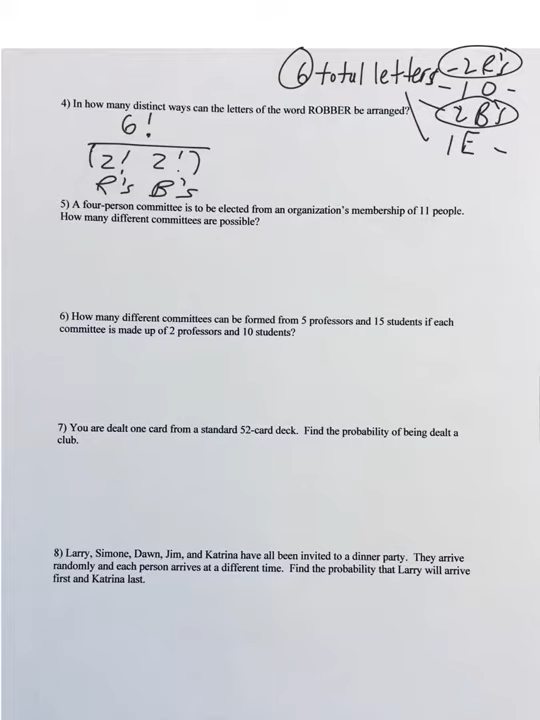 6 total letters - 2 R's
- 1 O -
4) In how many distinct ways can the letters of the word ROBBER be arranged?
2 B's
6!
1 E -
(2! 2!)
R's B's
5) A four-person committee is to be elected from an organization's membership of 11 people.
How many different committees are possible?
6) How many different committees can be formed from 5 professors and 15 students if each
committee is made up of 2 professors and 10 students?
7) You are dealt one card from a standard 52-card deck. Find the probability of being dealt a
club.
8) Larry, Simone, Dawn, Jim, and Katrina have all been invited to a dinner party. They arrive
randomly and each person arrives at a different time. Find the probability that Larry will arrive
first and Katrina last.